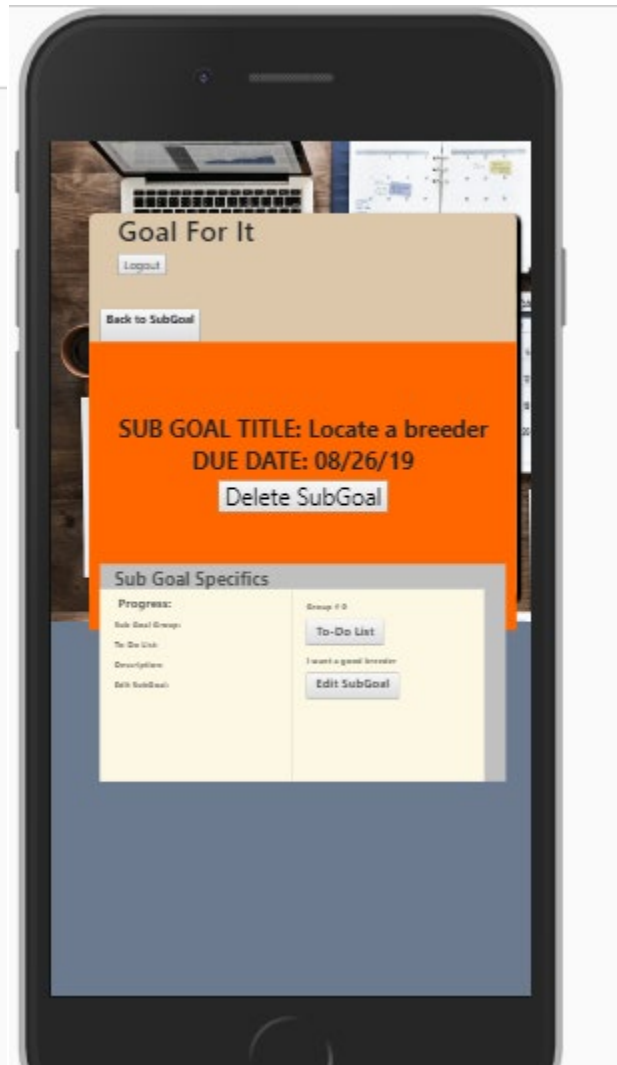 Goal For It
Logout
Back to SubGoal
SUB GOAL TITLE: Locate a breeder
DUE DATE: 08/26/19
Delete SubGoal
Sub Goal Specifics
Progress:
Sub Goal Group:
Group # 0
To Do List:
To-Do List
Description:
I want a good breeder
Edit SubGoal:
Edit SubGoal